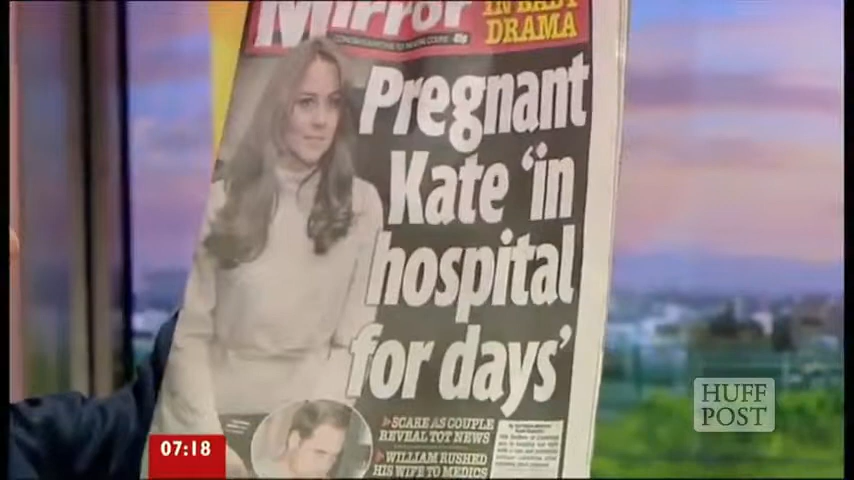 Mirror
IN BABY
DRAMA
Pregnant
Kate 'in
hospital
for days'
SCARE AS COUPLE
REVEAL TOT NEWS
WILLIAM RUSHED
HIS WIFE TO MEDICS
07:18
HUFF
POST